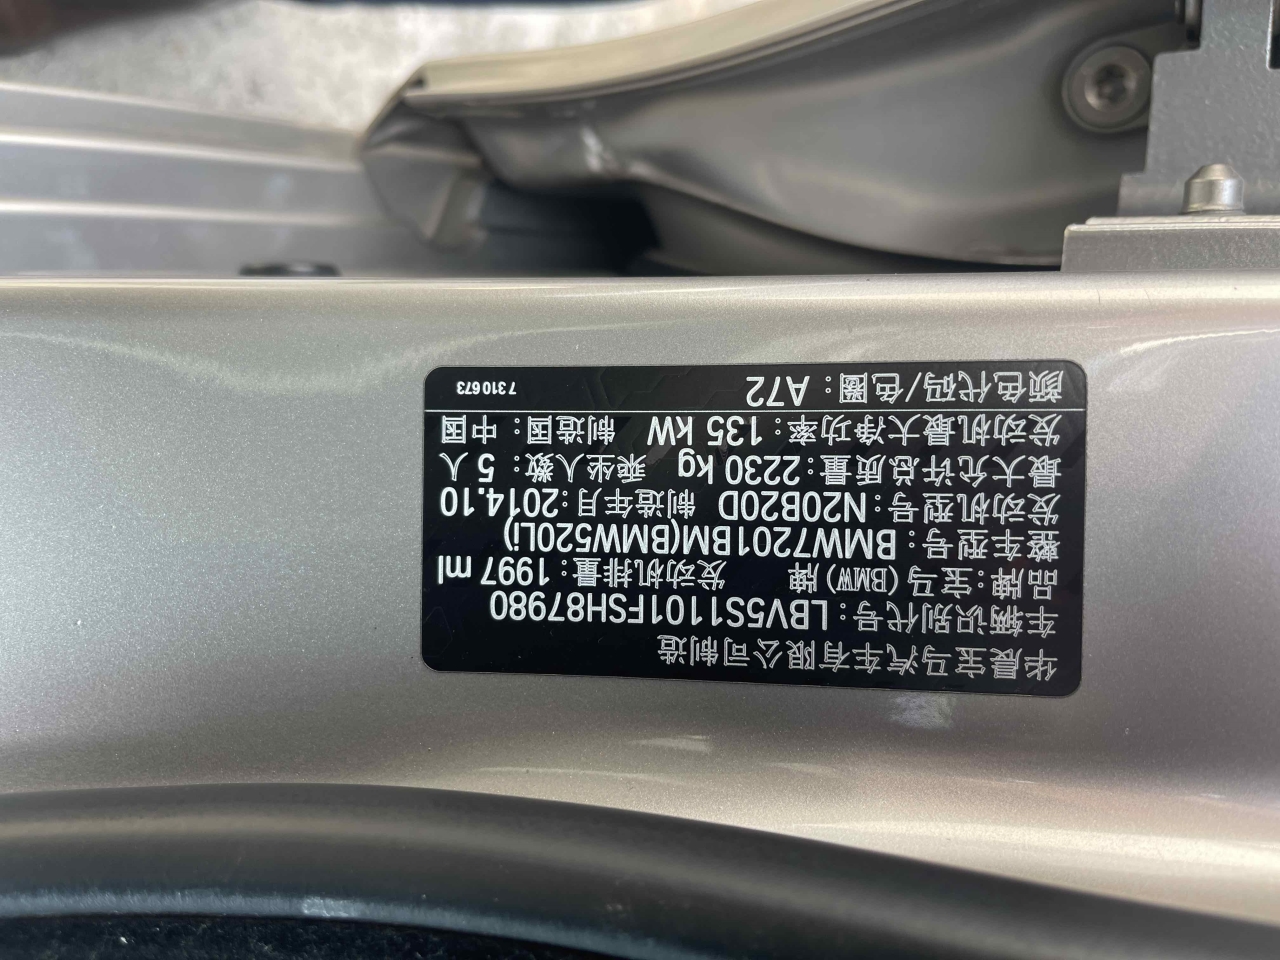 华晨宝马汽车有限公司制造
车辆识别代号：LBV5S1101FSH87980
品牌：宝马(BMW)牌 发动机排量：1997 ml
整车型号：BMW7201BM(BMW520Li)
发动机型号：N20B20D 制造年月：2014.10
最大允许总质量：2230 kg 乘坐人数：5 人
发动机最大净功率：135 kW 制造国：中国
颜色代码/色圈：A72 7310673